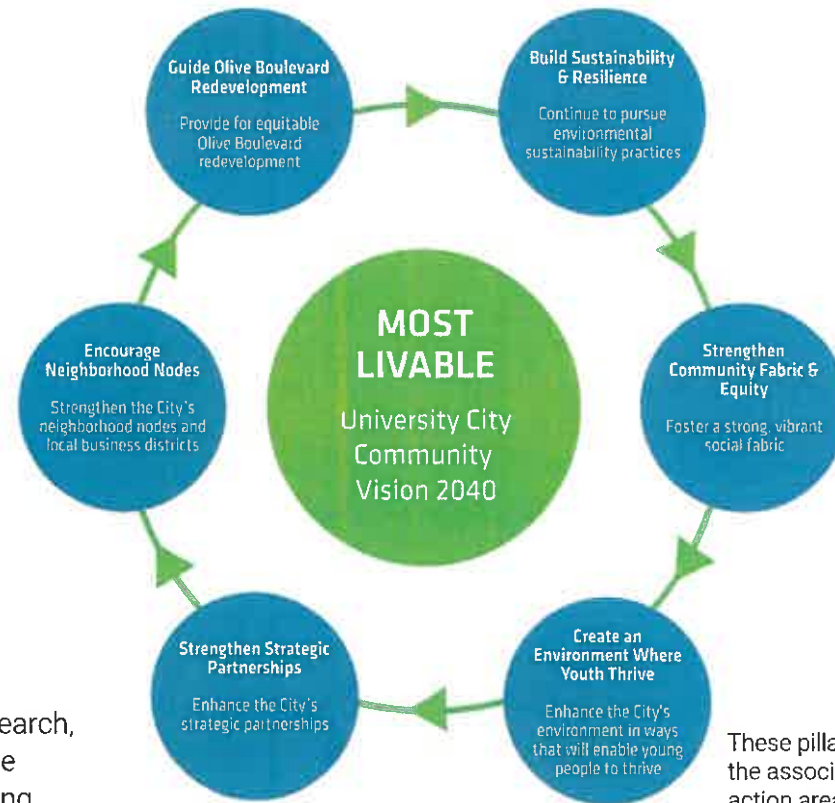 Guide Olive Boulevard
Redevelopment
Provide for equitable
Olive Boulevard
redevelopment
Build Sustainability
& Resilience
Continue to pursue
environmental
sustainability practices
Strengthen
Community Fabric &
Equity
Foster a strong, vibrant
social fabric
Create an
Environment Where
Youth Thrive
Enhance the City's
environment in ways
that will enable young
people to thrive
Strengthen Strategic
Partnerships
Enhance the City's
strategic partnerships
Encourage
Neighborhood Nodes
Strengthen the City's
neighborhood nodes and
local business districts
MOST
LIVABLE
University City
Community
Vision 2040
These pilla
the associ